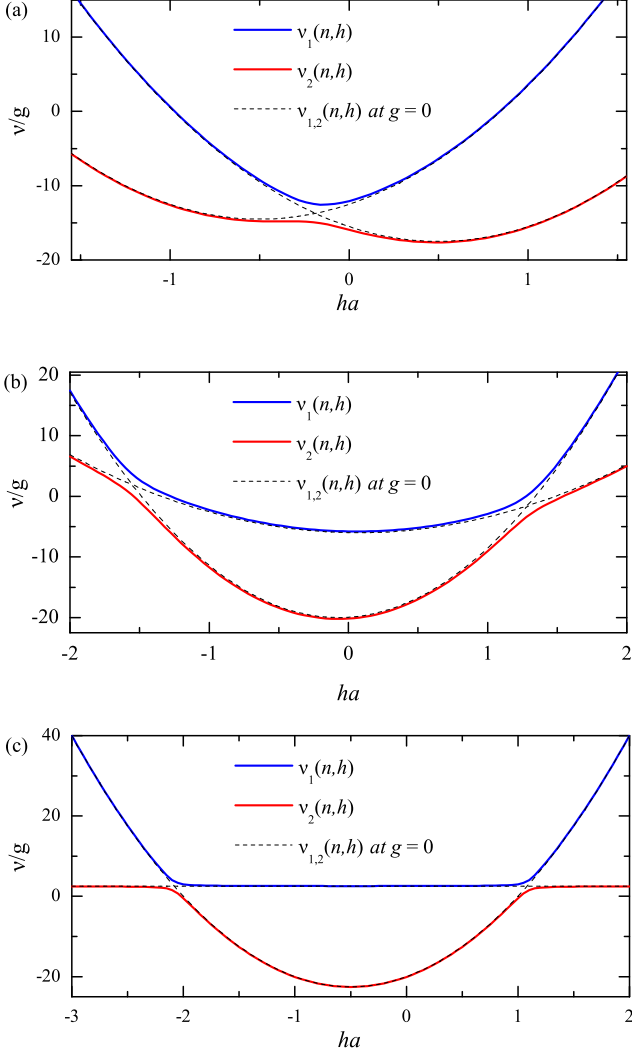 (a)
ν1(n,h)
ν2(n,h)
ν1,2(n,h) at g = 0
ν/g
10
0
-10
-20
-1
0
1
ha
(b)
ν1(n,h)
ν2(n,h)
ν1,2(n,h) at g = 0
ν/g
20
10
0
-10
-20
-2
-1
0
1
2
ha
(c)
ν1(n,h)
ν2(n,h)
ν1,2(n,h) at g = 0
ν/g
40
20
0
-20
-3
-2
-1
0
1
2
ha